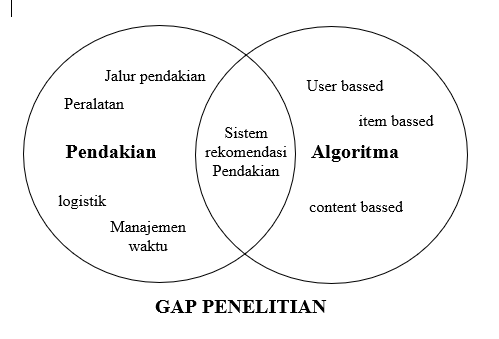 Jalur pendakian
Peralatan
Pendakian
logistik
Manajemen
waktu
Sistem
rekomendasi
Pendakian
User bassed
item bassed
Algoritma
content bassed
GAP PENELITIAN